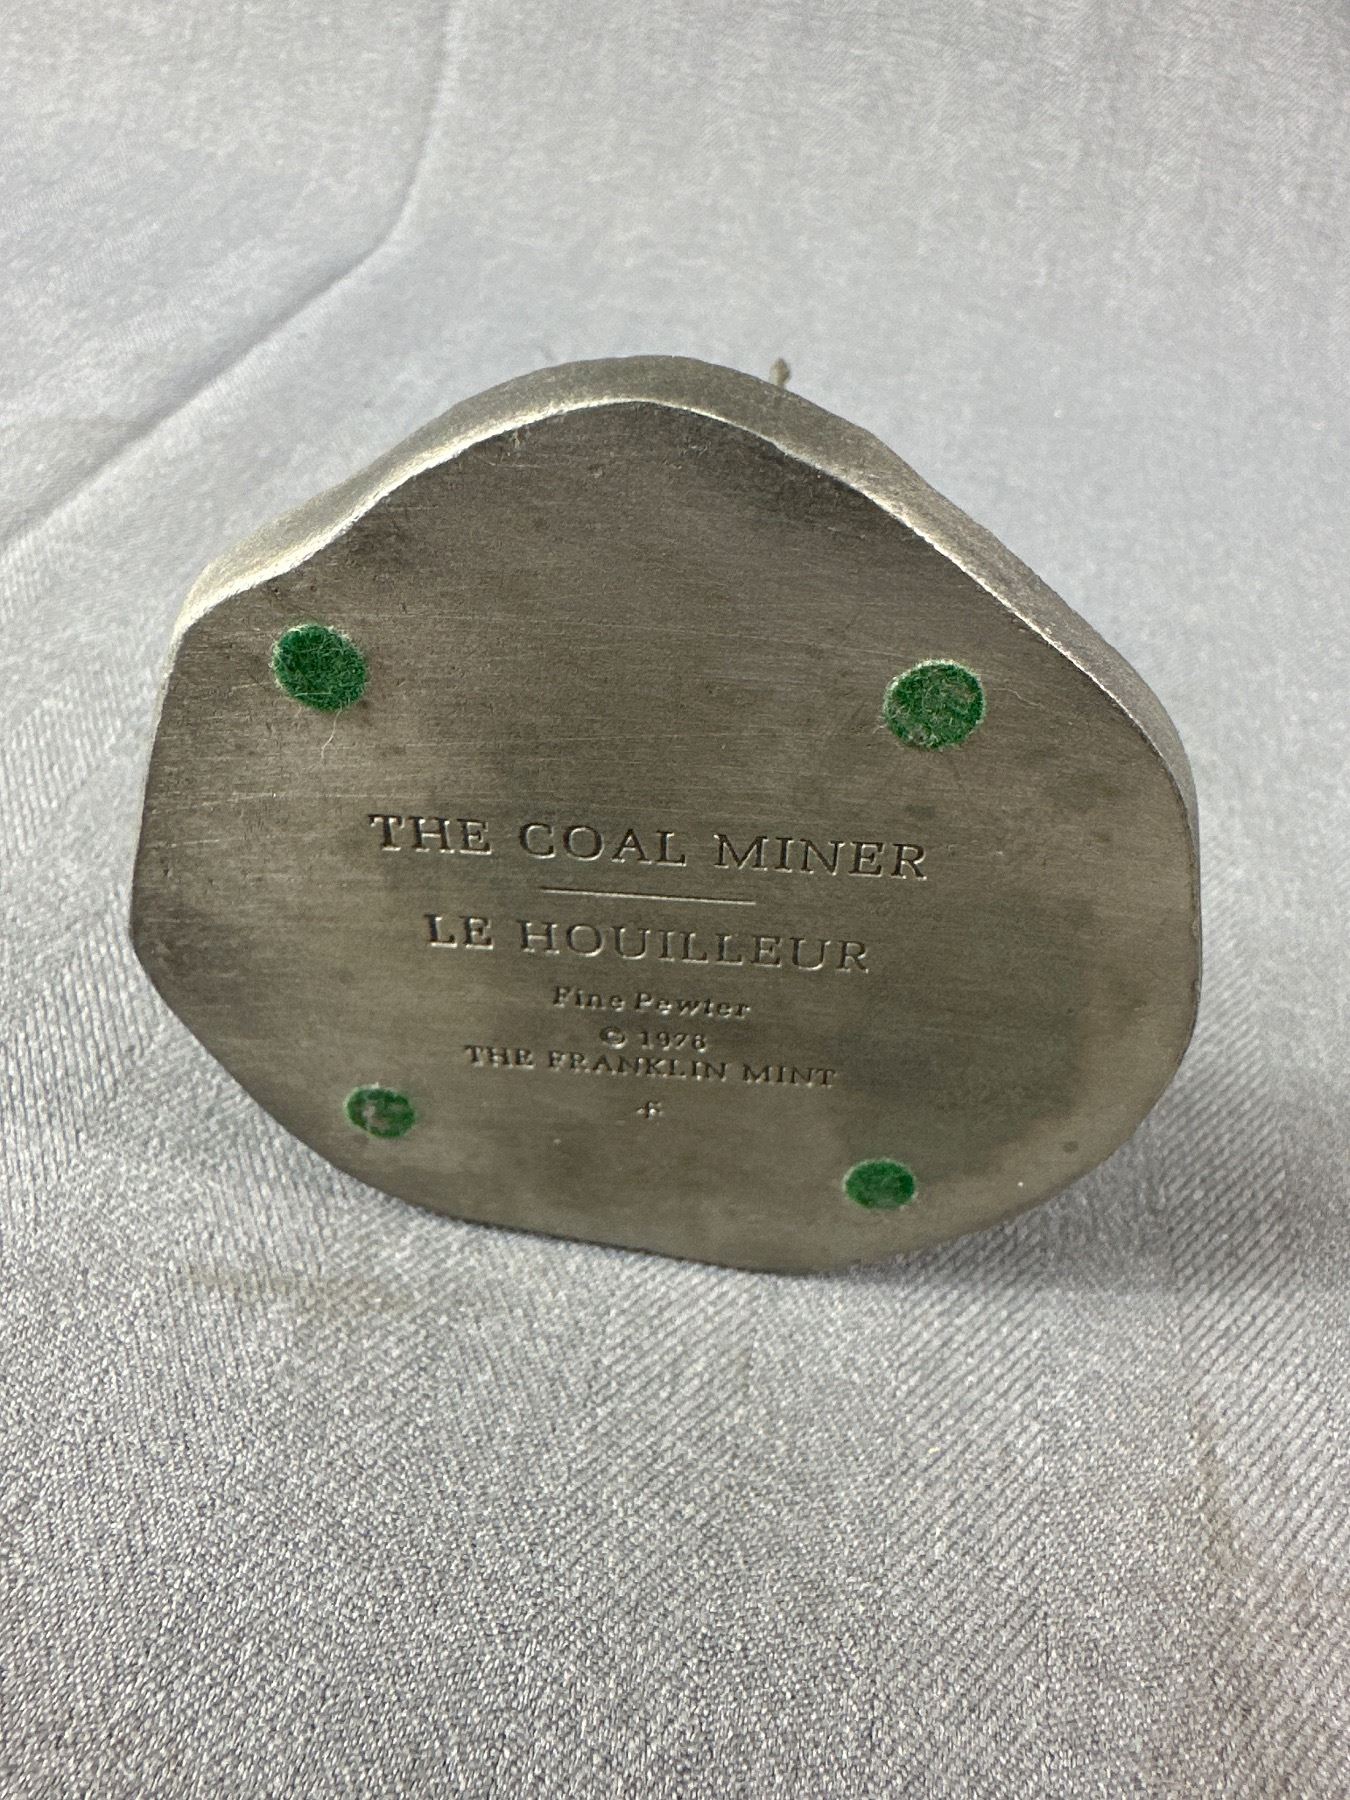 THE COAL MINER
LE HOUILLEUR
Fine Pewter
© 1978
THE FRANKLIN MINT